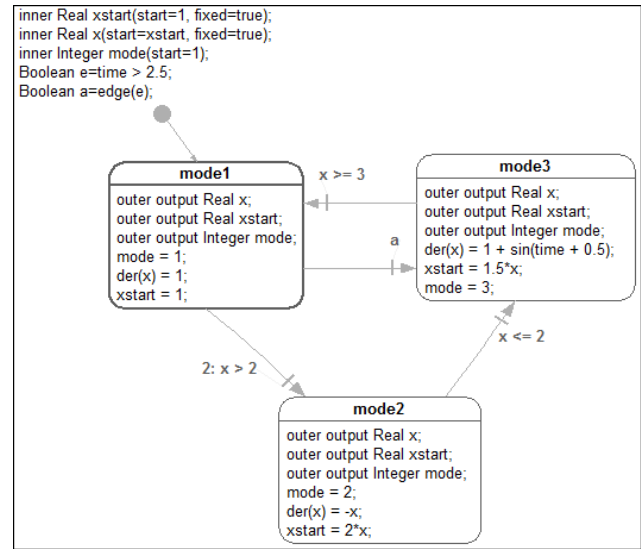 inner Real xstart(start=1, fixed=true);
inner Real x(start=xstart, fixed=true);
inner Integer mode(start=1);
Boolean e=time > 2.5;
Boolean a=edge(e);
mode1
outer output Real x;
outer output Real xstart;
outer output Integer mode;
mode = 1;
der(x) = 1;
xstart = 1;
x >= 3
a
mode3
outer output Real x;
outer output Real xstart;
outer output Integer mode;
der(x) = 1 + sin(time + 0.5);
xstart = 1.5*x;
mode = 3;
2: x > 2
x <= 2
mode2
outer output Real x;
outer output Real xstart;
outer output Integer mode;
mode = 2;
der(x) = -x;
xstart = 2*x;